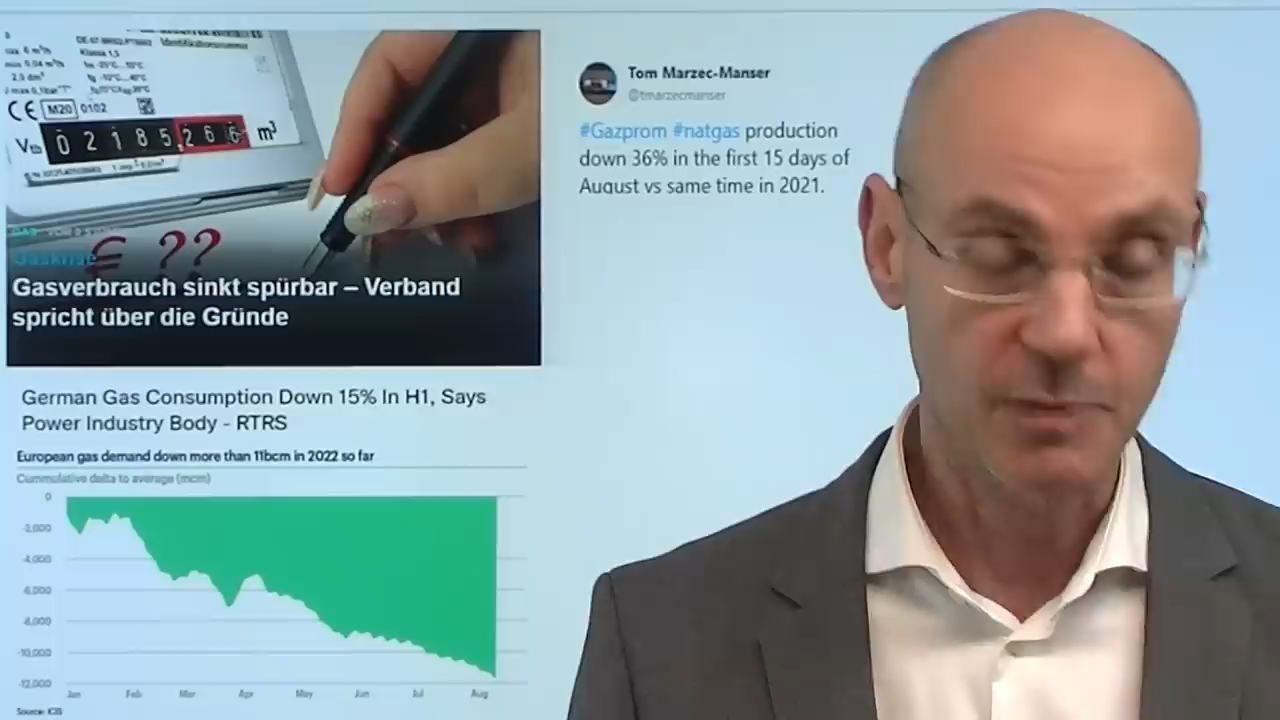 CE M20 0102
0 2 1 8 5, 2 6 6 m³
€ ??
Gaskrise
Gasverbrauch sinkt spürbar – Verband
spricht über die Gründe
German Gas Consumption Down 15% In H1, Says
Power Industry Body - RTRS
European gas demand down more than 11bcm in 2022 so far
Cummulative delta to average (mcm)
0
-2,000
-4,000
-6,000
-8,000
-10,000
-12,000
Jan Feb Mar Apr May Jun Jul Aug
Source: ICIS
Tom Marzec-Manser
@tmarzecmanser
#Gazprom #natgas production
down 36% in the first 15 days of
August vs same time in 2021.